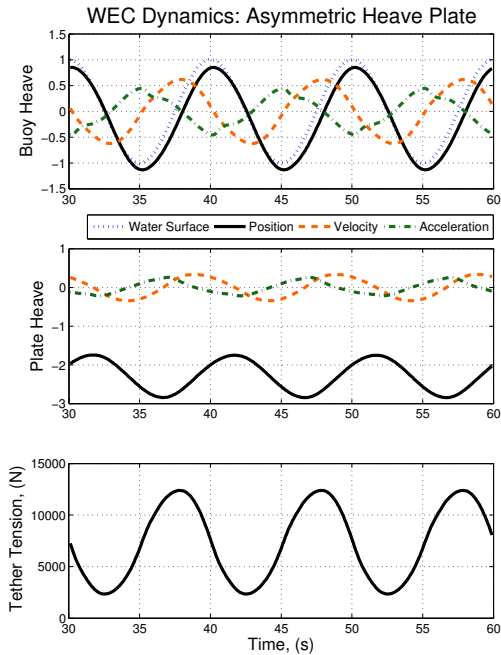 WEC Dynamics: Asymmetric Heave Plate
1.5
1
0.5
0
−0.5
−1
−1.5
Buoy Heave
30 35 40 45 50 55 60
Water Surface Position Velocity Acceleration
1
0
−1
−2
−3
Plate Heave
30 35 40 45 50 55 60
15000
10000
5000
0
Tether Tension, (N)
30 35 40 45 50 55 60
Time, (s)